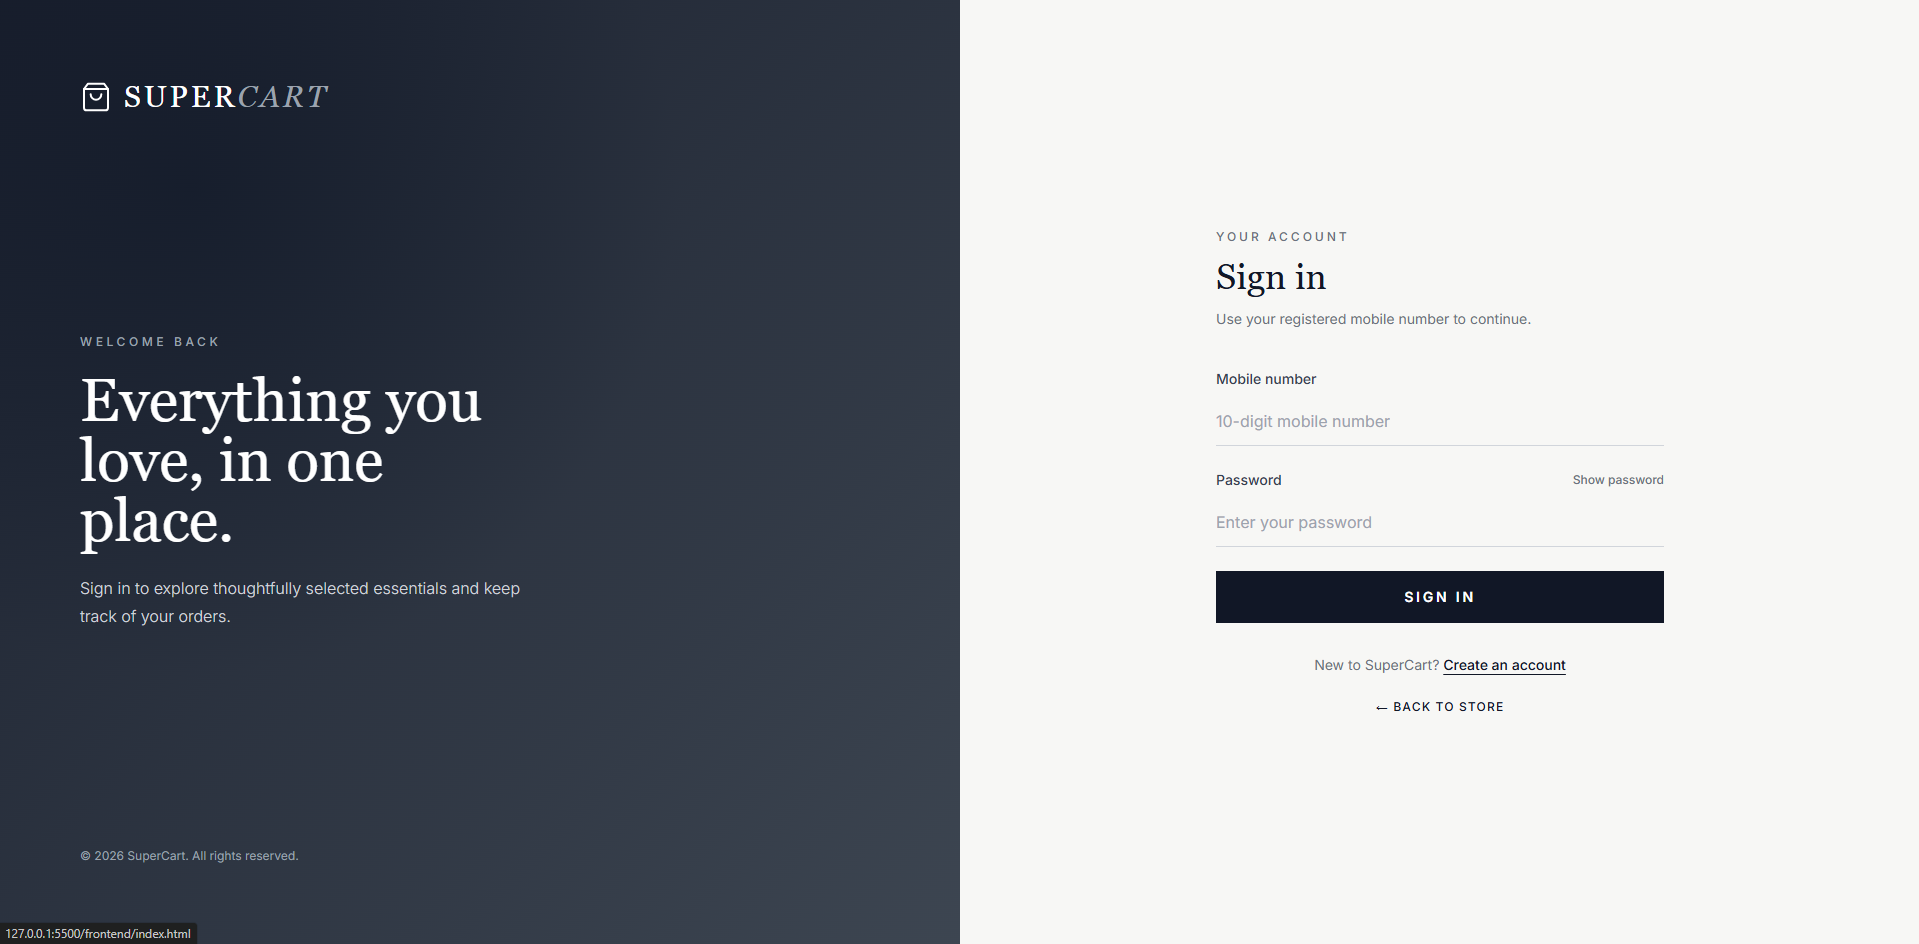 SUPERCART
WELCOME BACK
Everything you
love, in one
place.
Sign in to explore thoughtfully selected essentials and keep
track of your orders.
© 2026 SuperCart. All rights reserved.
127.0.0.1:5500/frontend/index.html
YOUR ACCOUNT
Sign in
Use your registered mobile number to continue.
Mobile number
10-digit mobile number
Password Show password
Enter your password
SIGN IN
New to SuperCart? Create an account
← BACK TO STORE